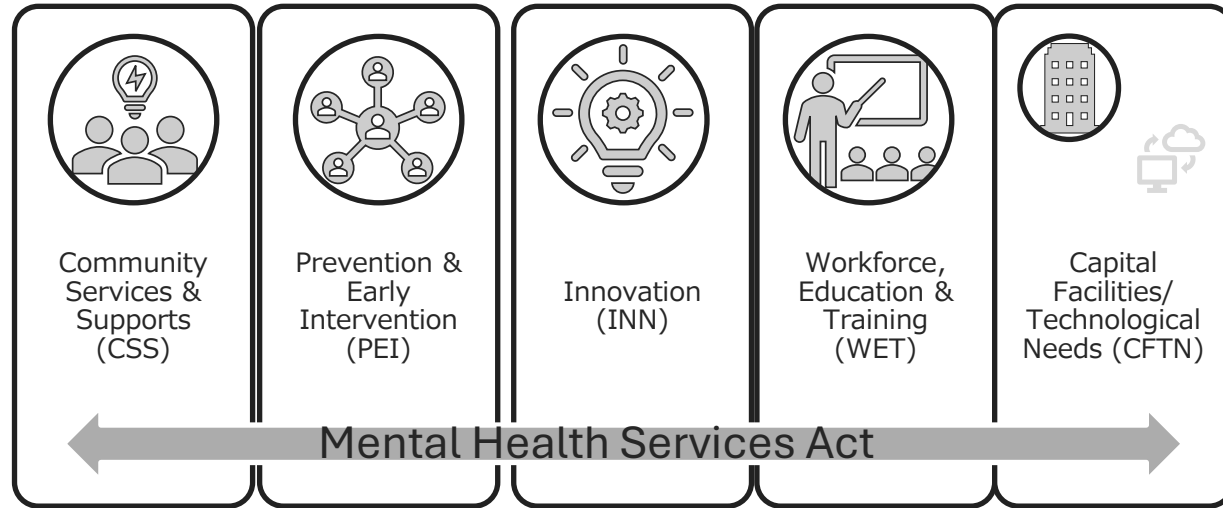 Community
Services &
Supports
(CSS)
Prevention &
Early
Intervention
(PEI)
Innovation
(INN)
Workforce,
Education &
Training
(WET)
Capital
Facilities/
Technological
Needs (CFTN)
Mental Health Services Act